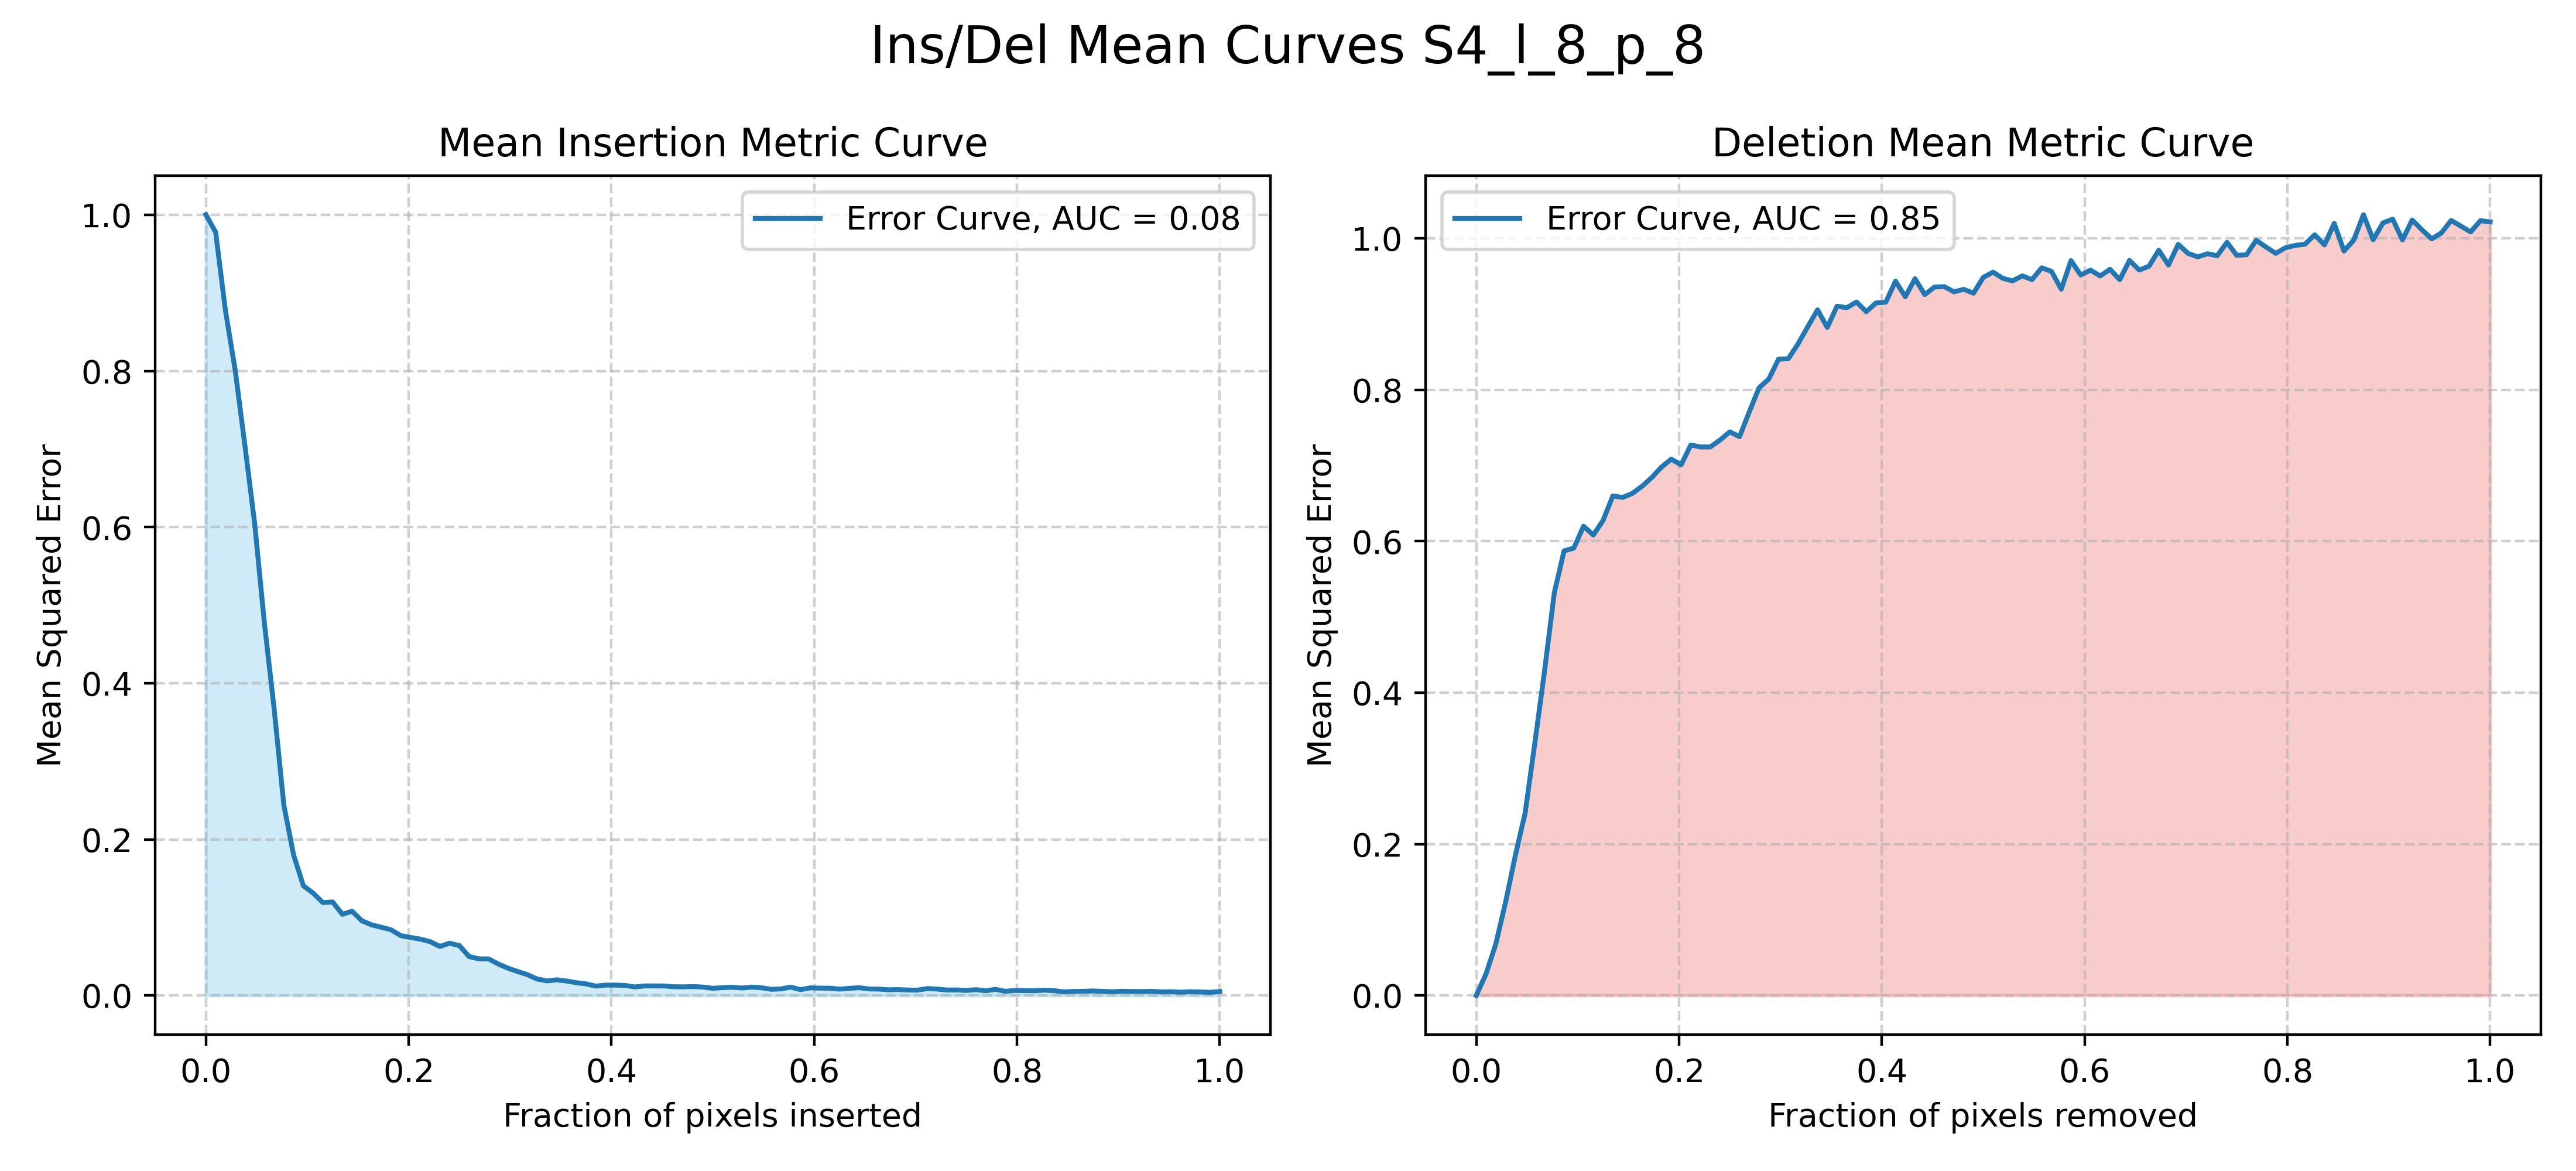 Ins/Del Mean Curves S4_l_8_p_8
Mean Insertion Metric Curve
Error Curve, AUC = 0.08
Mean Squared Error
1.0
0.8
0.6
0.4
0.2
0.0
0.0 0.2 0.4 0.6 0.8 1.0
Fraction of pixels inserted
Deletion Mean Metric Curve
Error Curve, AUC = 0.85
Mean Squared Error
1.0
0.8
0.6
0.4
0.2
0.0
0.0 0.2 0.4 0.6 0.8 1.0
Fraction of pixels removed